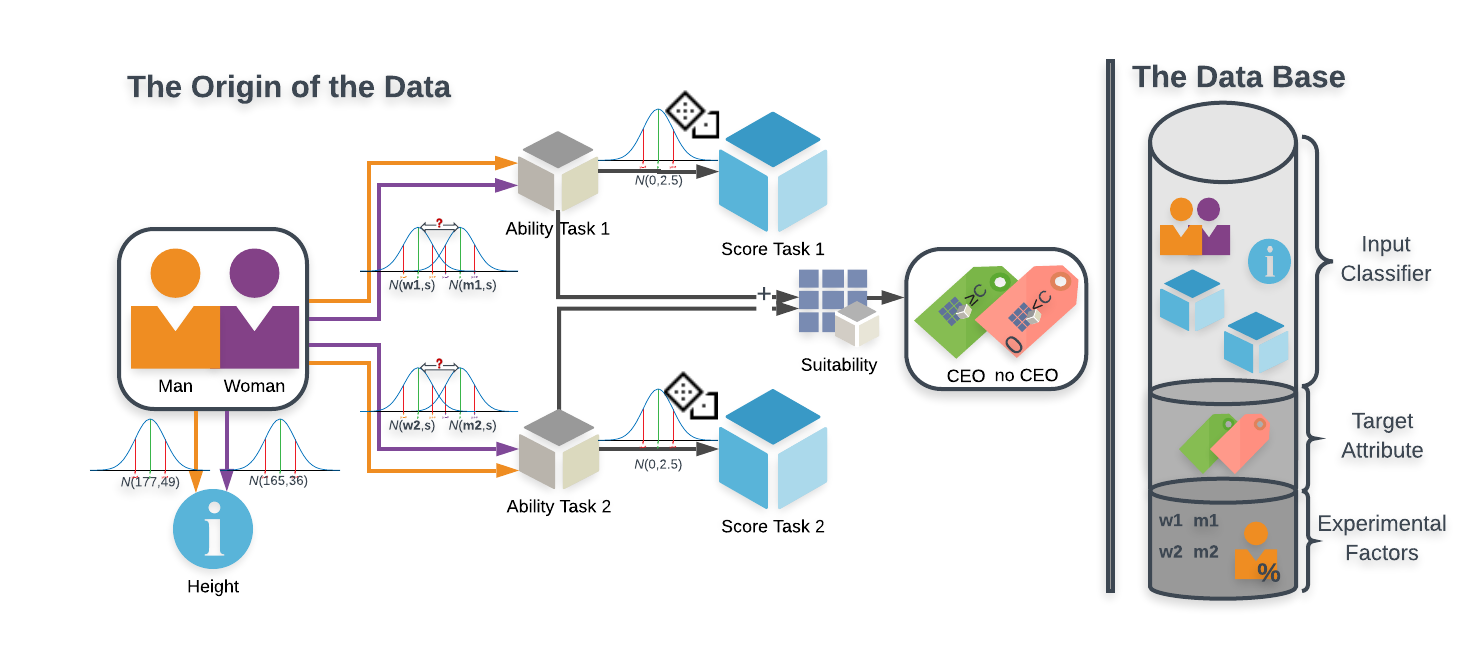 The Origin of the Data
The Data Base
N(0,2.5)
Ability Task 1
Score Task 1
?
N(w1,s) N(m1,s)
+
Suitability
≥C
0 <C
CEO no CEO
Man Woman
?
N(w2,s) N(m2,s)
N(0,2.5)
Ability Task 2
Score Task 2
N(177,49) N(165,36)
i
Height
i
Input
Classifier
Target
Attribute
w1 m1
w2 m2
%
Experimental
Factors